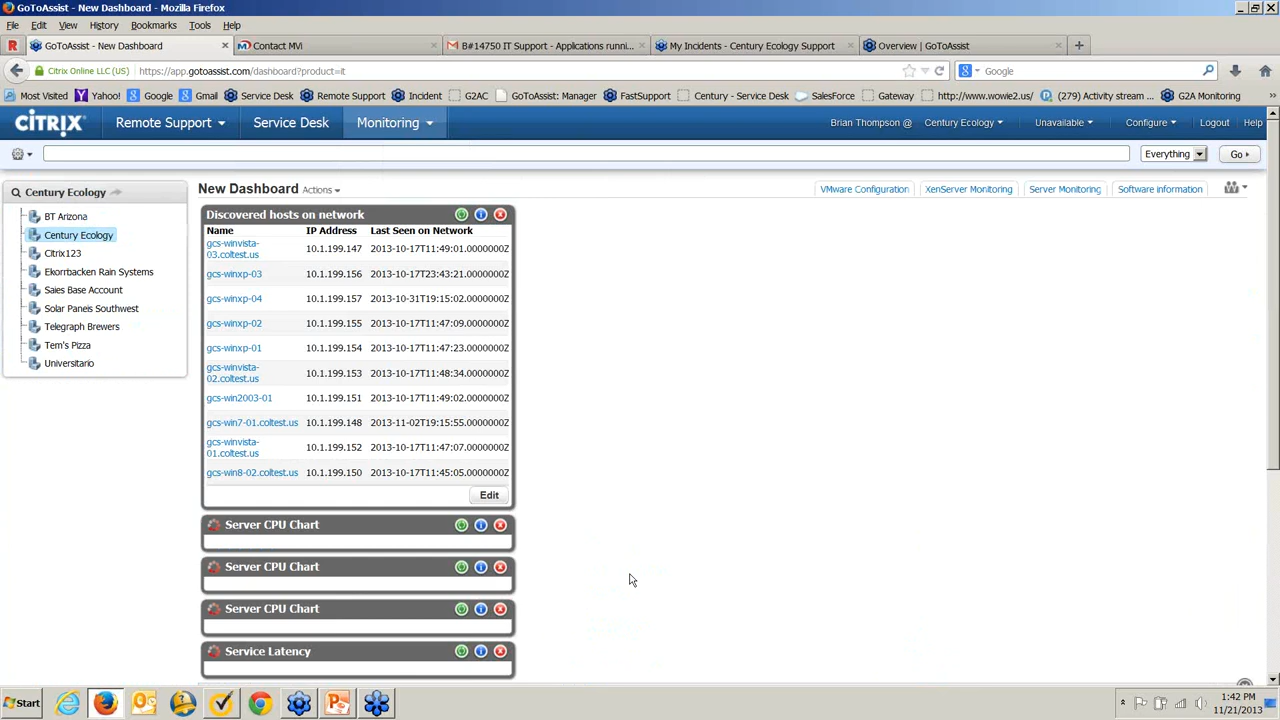 GoToAssist - New Dashboard - Mozilla Firefox
File Edit View History Bookmarks Tools Help
R GoToAssist - New Dashboard x Contact MVi x B#14750 IT Support - Applications runni... x My Incidents - Century Ecology Support x Overview | GoToAssist x +
Citrix Online LLC (US) https://app.gotoassist.com/dashboard?product=it Google
Most Visited Yahoo! Google Gmail Service Desk Remote Support Incident G2AC GoToAssist: Manager FastSupport Century - Service Desk SalesForce Gateway http://www.wowie2.us/ (279) Activity stream ... G2A Monitoring »
CiTRIX Remote Support Service Desk Monitoring Brian Thompson @ Century Ecology Unavailable Configure Logout Help
Everything Go
Century Ecology
BT Arizona
Century Ecology
Citrix123
Ekorrbacken Rain Systems
Sales Base Account
Solar Panels Southwest
Telegraph Brewers
Tem's Pizza
Universitario
New Dashboard Actions VMware Configuration XenServer Monitoring Server Monitoring Software information
Discovered hosts on network
Name IP Address Last Seen on Network
gcs-winvista-
03.coltest.us 10.1.199.147 2013-10-17T11:49:01.0000000Z
gcs-winxp-03 10.1.199.156 2013-10-17T23:43:21.0000000Z
gcs-winxp-04 10.1.199.157 2013-10-31T19:15:02.0000000Z
gcs-winxp-02 10.1.199.155 2013-10-17T11:47:09.0000000Z
gcs-winxp-01 10.1.199.154 2013-10-17T11:47:23.0000000Z
gcs-winvista-
02.coltest.us 10.1.199.153 2013-10-17T11:48:34.0000000Z
gcs-win2003-01 10.1.199.151 2013-10-17T11:49:02.0000000Z
gcs-win7-01.coltest.us 10.1.199.148 2013-11-02T19:15:55.0000000Z
gcs-winvista-
01.coltest.us 10.1.199.152 2013-10-17T11:47:07.0000000Z
gcs-win8-02.coltest.us 10.1.199.150 2013-10-17T11:45:05.0000000Z
Edit
Server CPU Chart
Server CPU Chart
Server CPU Chart
Service Latency
Start 1:42 PM
11/21/2013